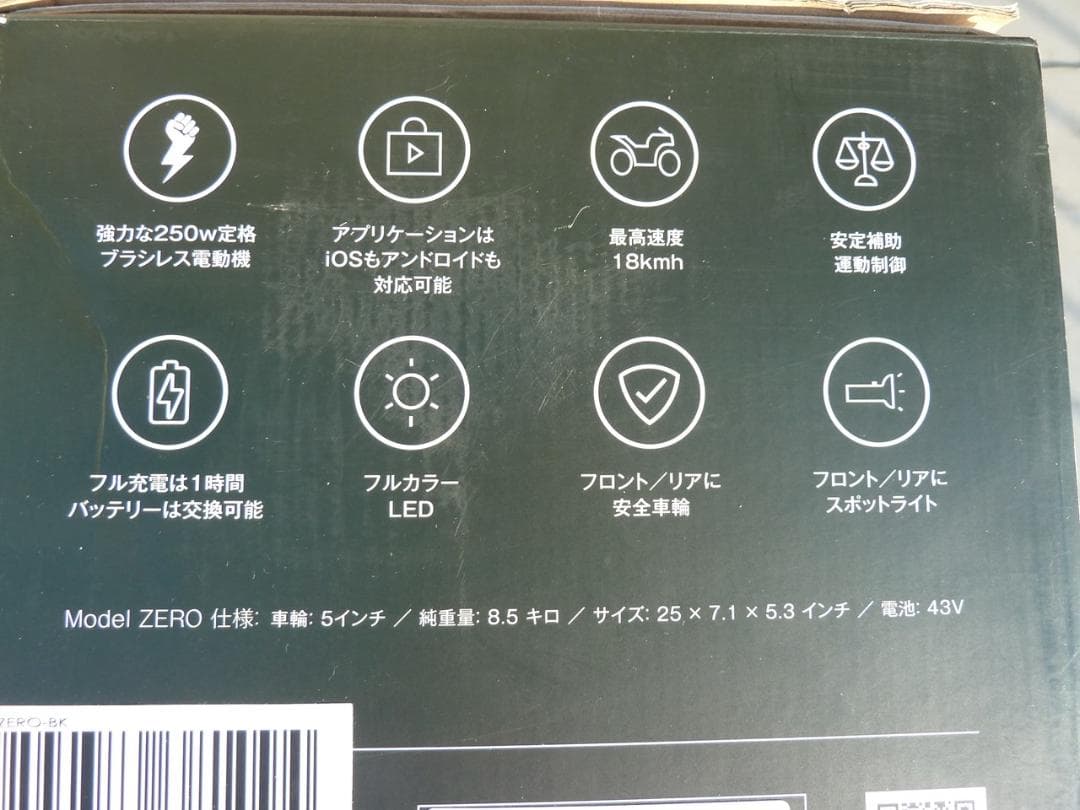 強力な250w定格
ブラシレス電動機
アプリケーションは
iOSもアンドロイドも
対応可能
最高速度
18kmh
安定補助
運動制御
フル充電は1時間
バッテリーは交換可能
フルカラー
LED
フロント／リアに
安全車輪
フロント／リアに
スポットライト
Model ZERO 仕様: 車輪: 5インチ ／ 純重量: 8.5 キロ ／ サイズ: 25 × 7.1 × 5.3 インチ ／ 電池: 43V
ZERO-BK